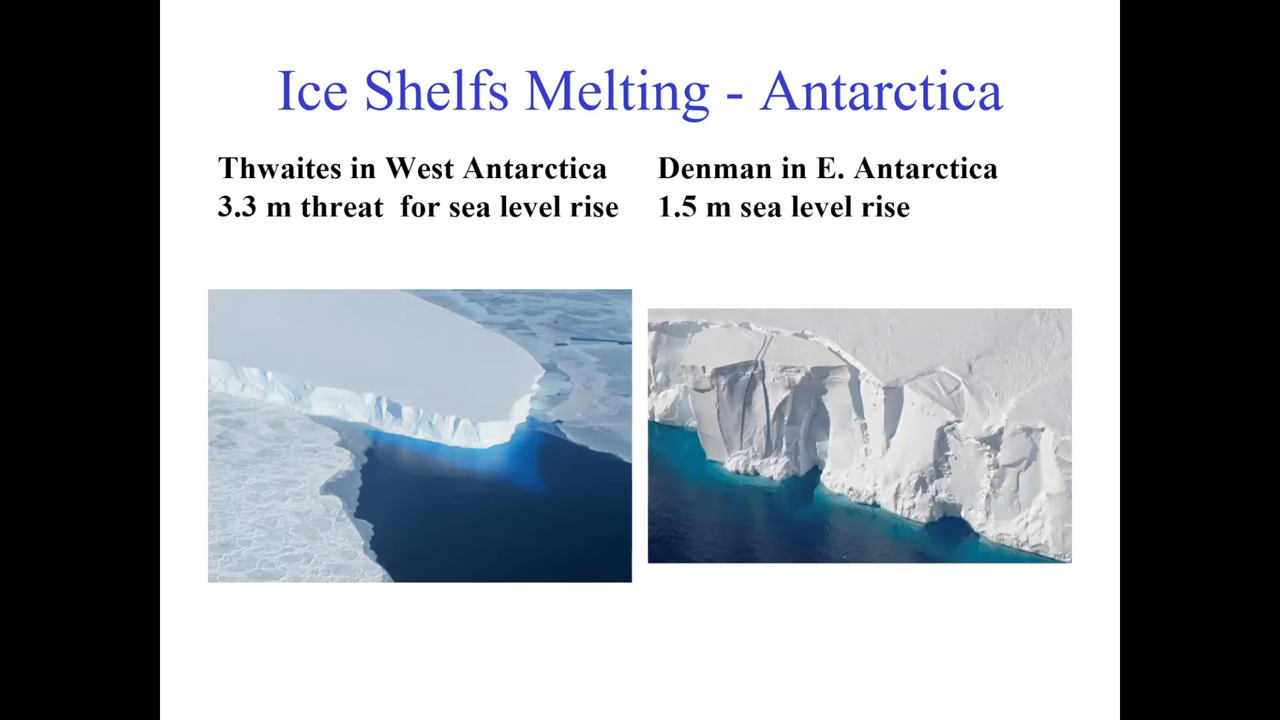 Ice Shelfs Melting - Antarctica
Thwaites in West Antarctica
3.3 m threat  for sea level rise
Denman in E. Antarctica
1.5 m sea level rise